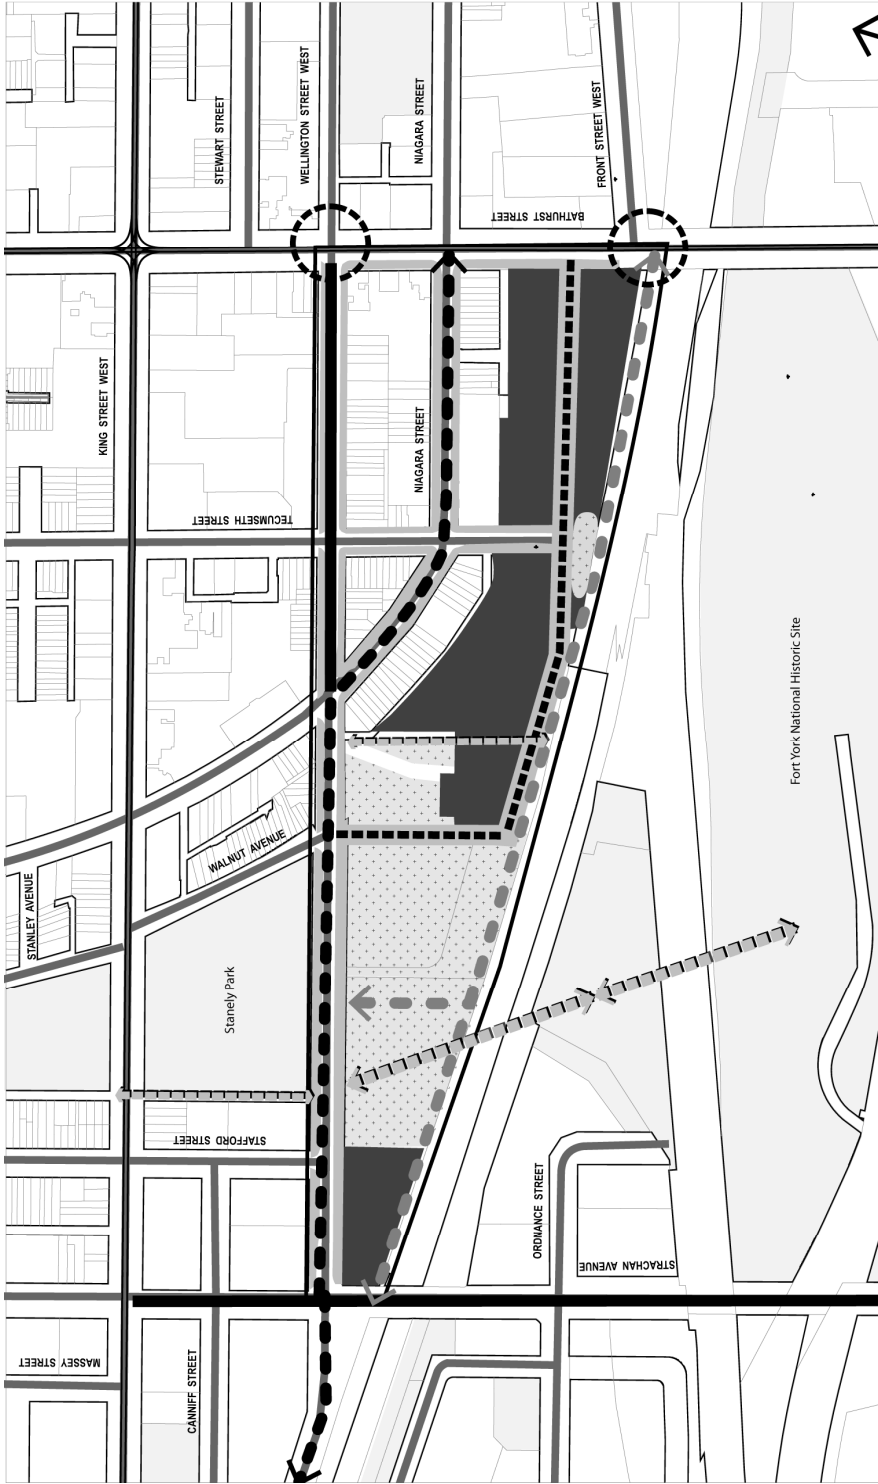 STEWART STREET
WELLINGTON STREET WEST
NIAGARA STREET
FRONT STREET WEST
BATHURST STREET
KING STREET WEST
NIAGARA STREET
TECUMSETH STREET
Fort York National Historic Site
WALNUT AVENUE
STANLEY AVENUE
Stanely Park
STAFFORD STREET
ORDNANCE STREET
STRACHAN AVENUE
MASSEY STREET
CANNIFF STREET